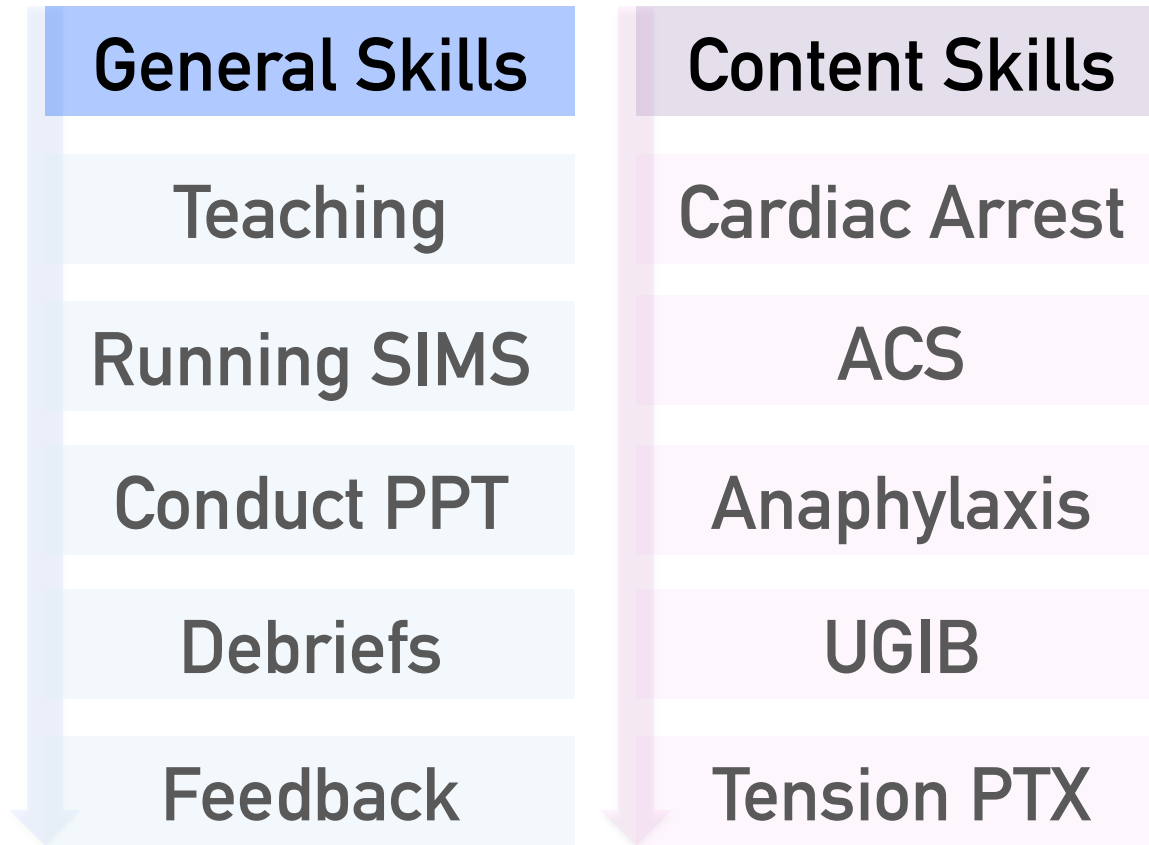 General Skills
Teaching
Running SIMS
Conduct PPT
Debriefs
Feedback
Content Skills
Cardiac Arrest
ACS
Anaphylaxis
UGIB
Tension PTX